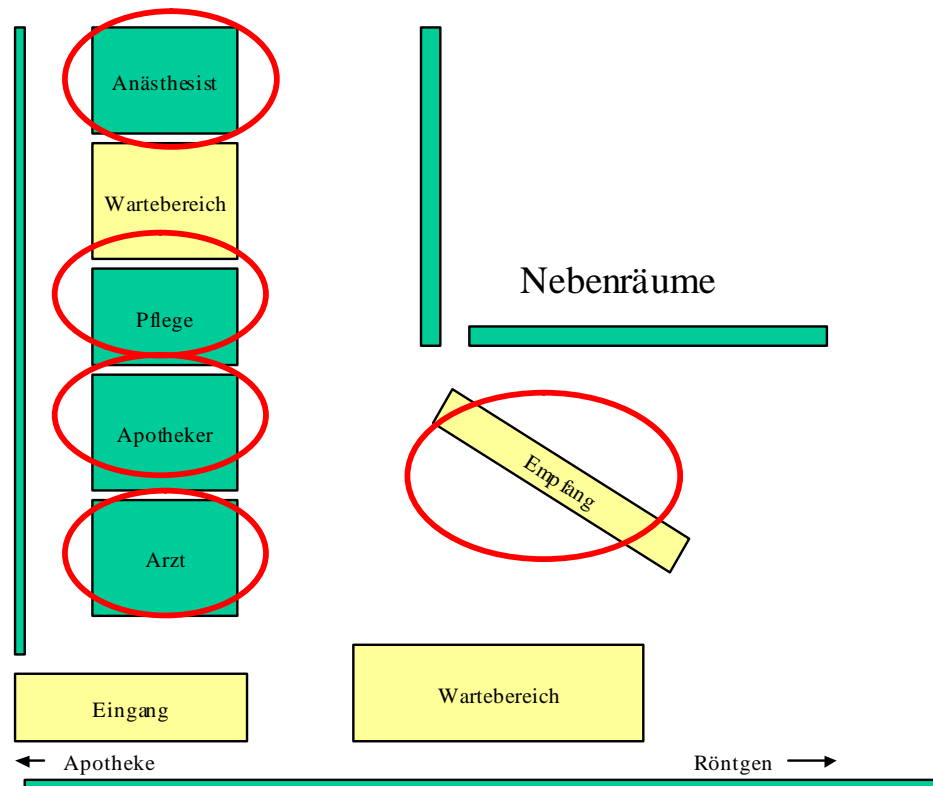 Anästhesist
Wartebereich
Nebenräume
Pflege
Apotheker
Empfang
Arzt
Wartebereich
Eingang
Apotheke
Röntgen